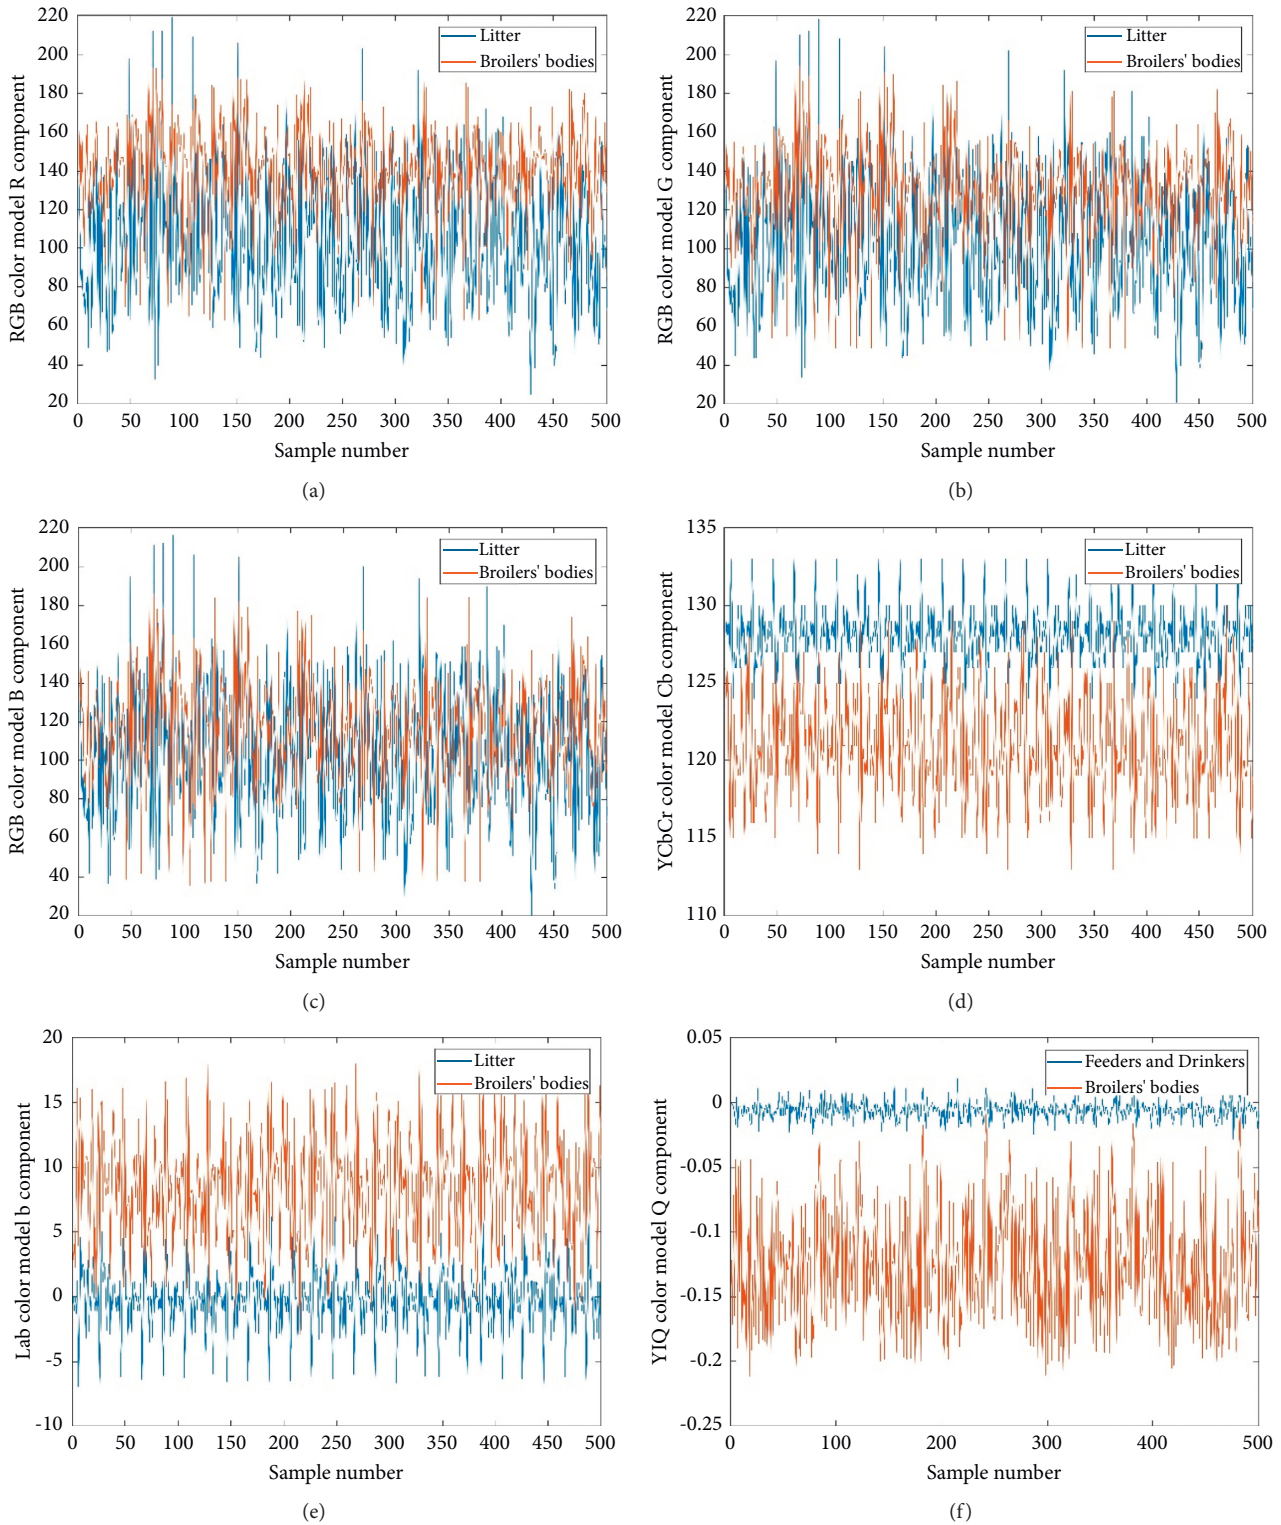 220
200
180
160
140
120
100
80
60
40
20
RGB color model R component
0 50 100 150 200 250 300 350 400 450 500
Sample number
Litter
Broilers' bodies
(a)
220
200
180
160
140
120
100
80
60
40
20
RGB color model G component
0 50 100 150 200 250 300 350 400 450 500
Sample number
Litter
Broilers' bodies
(b)
220
200
180
160
140
120
100
80
60
40
20
RGB color model B component
0 50 100 150 200 250 300 350 400 450 500
Sample number
Litter
Broilers' bodies
(c)
135
130
125
120
115
110
YCbCr color model Cb component
0 50 100 150 200 250 300 350 400 450 500
Sample number
Litter
Broilers' bodies
(d)
20
15
10
5
0
-5
-10
Lab color model b component
0 50 100 150 200 250 300 350 400 450 500
Sample number
Litter
Broilers' bodies
(e)
0.05
0
-0.05
-0.1
-0.15
-0.2
-0.25
YIQ color model Q component
0 100 200 300 400 500
Sample number
Feeders and Drinkers
Broilers' bodies
(f)